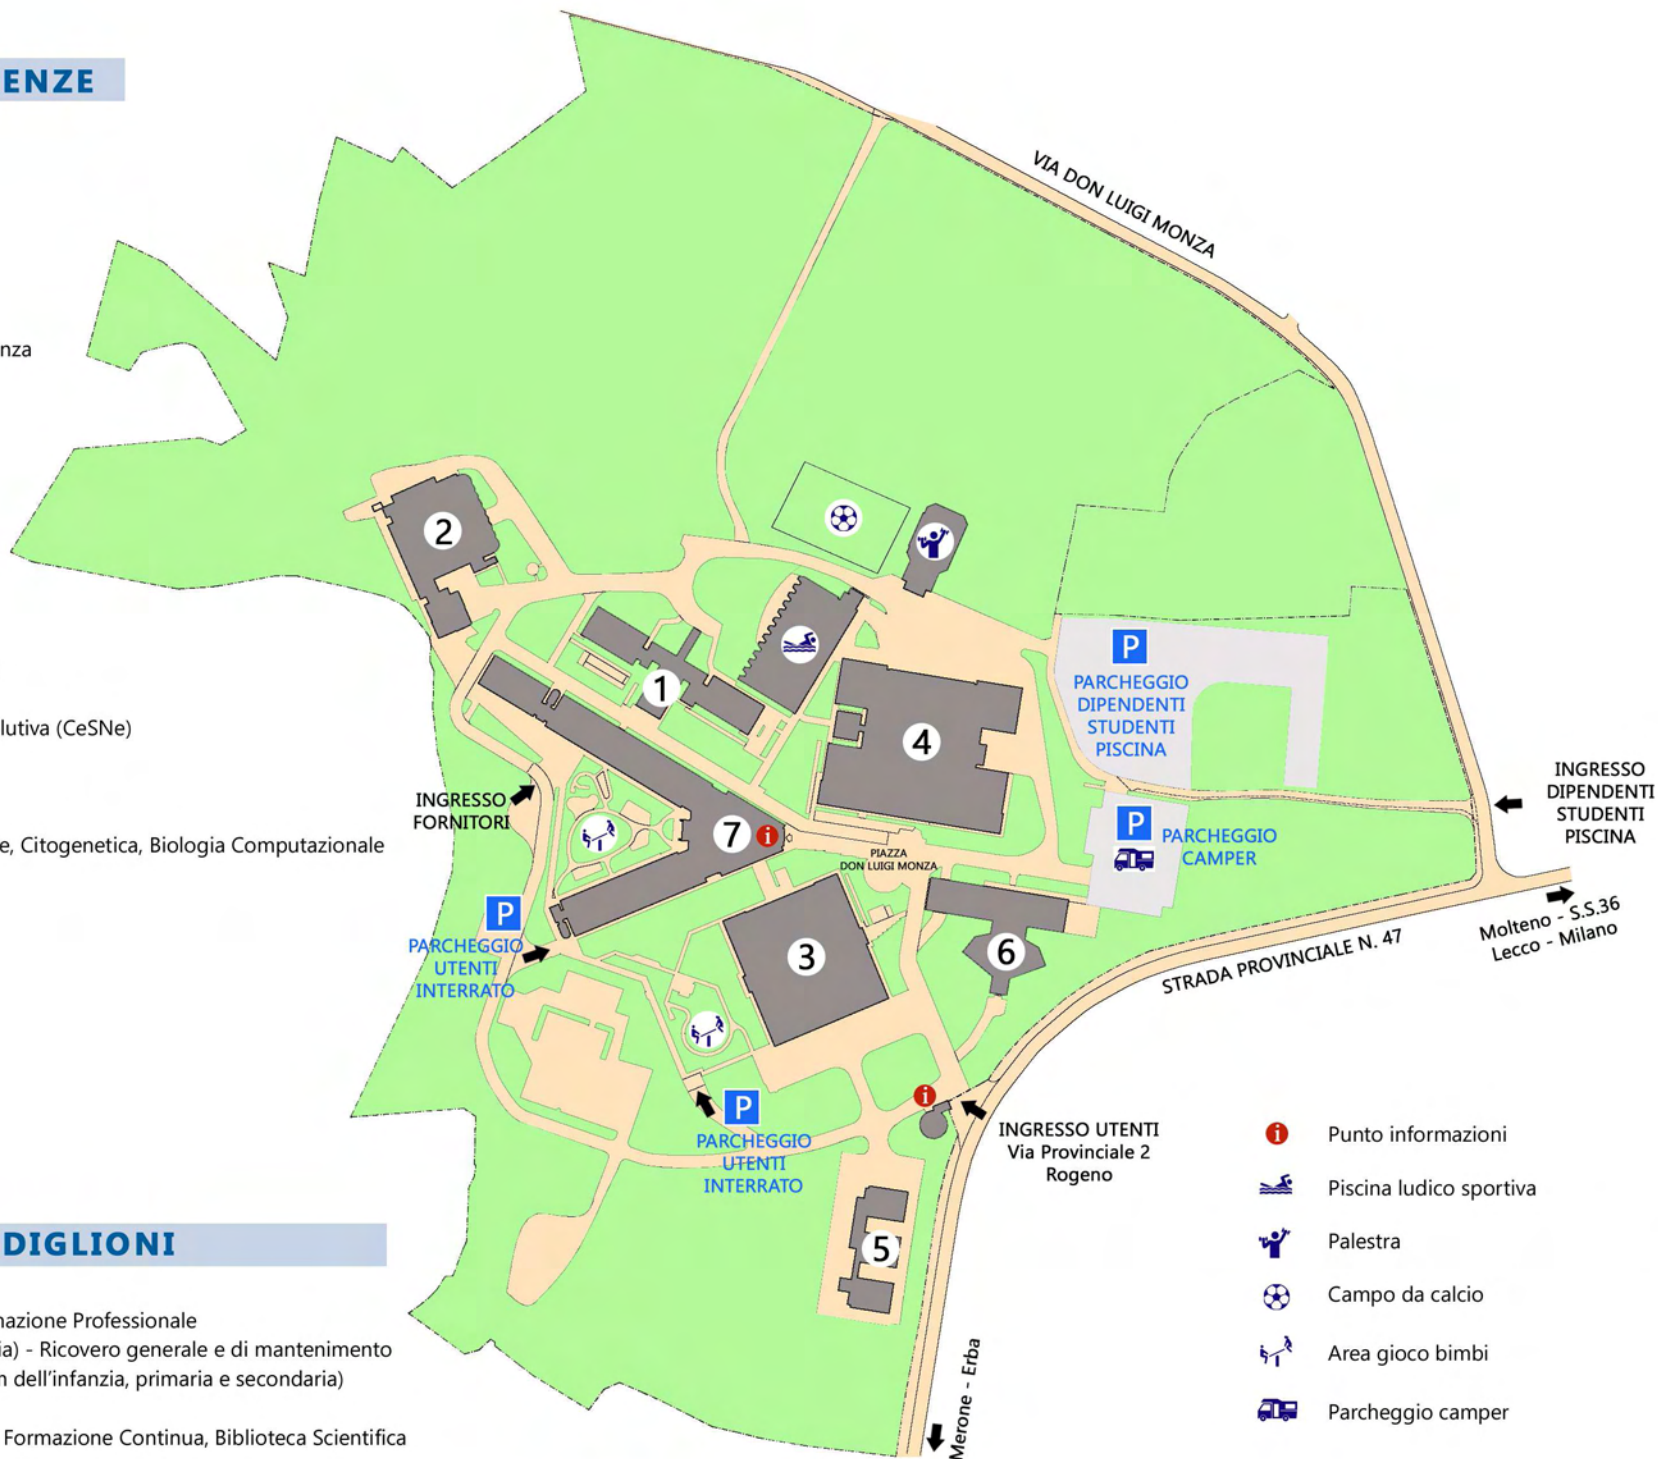 ENZE
nza
lutiva (CeSNe)
e, Citogenetica, Biologia Computazionale
DIGLIONI
nazione Professionale
ia) - Ricovero generale e di mantenimento
n dell'infanzia, primaria e secondaria)
Formazione Continua, Biblioteca Scientifica
VIA DON LUIGI MONZA
2
1
4
P
PARCHEGGIO
DIPENDENTI
STUDENTI
PISCINA
INGRESSO
DIPENDENTI
STUDENTI
PISCINA
INGRESSO
FORNITORI
7
i
PIAZZA
DON LUIGI MONZA
P
PARCHEGGIO
CAMPER
P
PARCHEGGIO
UTENTI
INTERRATO
3
6
STRADA PROVINCIALE N. 47
Molteno - S.S.36
Lecco - Milano
P
PARCHEGGIO
UTENTI
INTERRATO
i
INGRESSO UTENTI
Via Provinciale 2
Rogeno
5
Merone - Erba
i
Punto informazioni
Piscina ludico sportiva
Palestra
Campo da calcio
Area gioco bimbi
Parcheggio camper